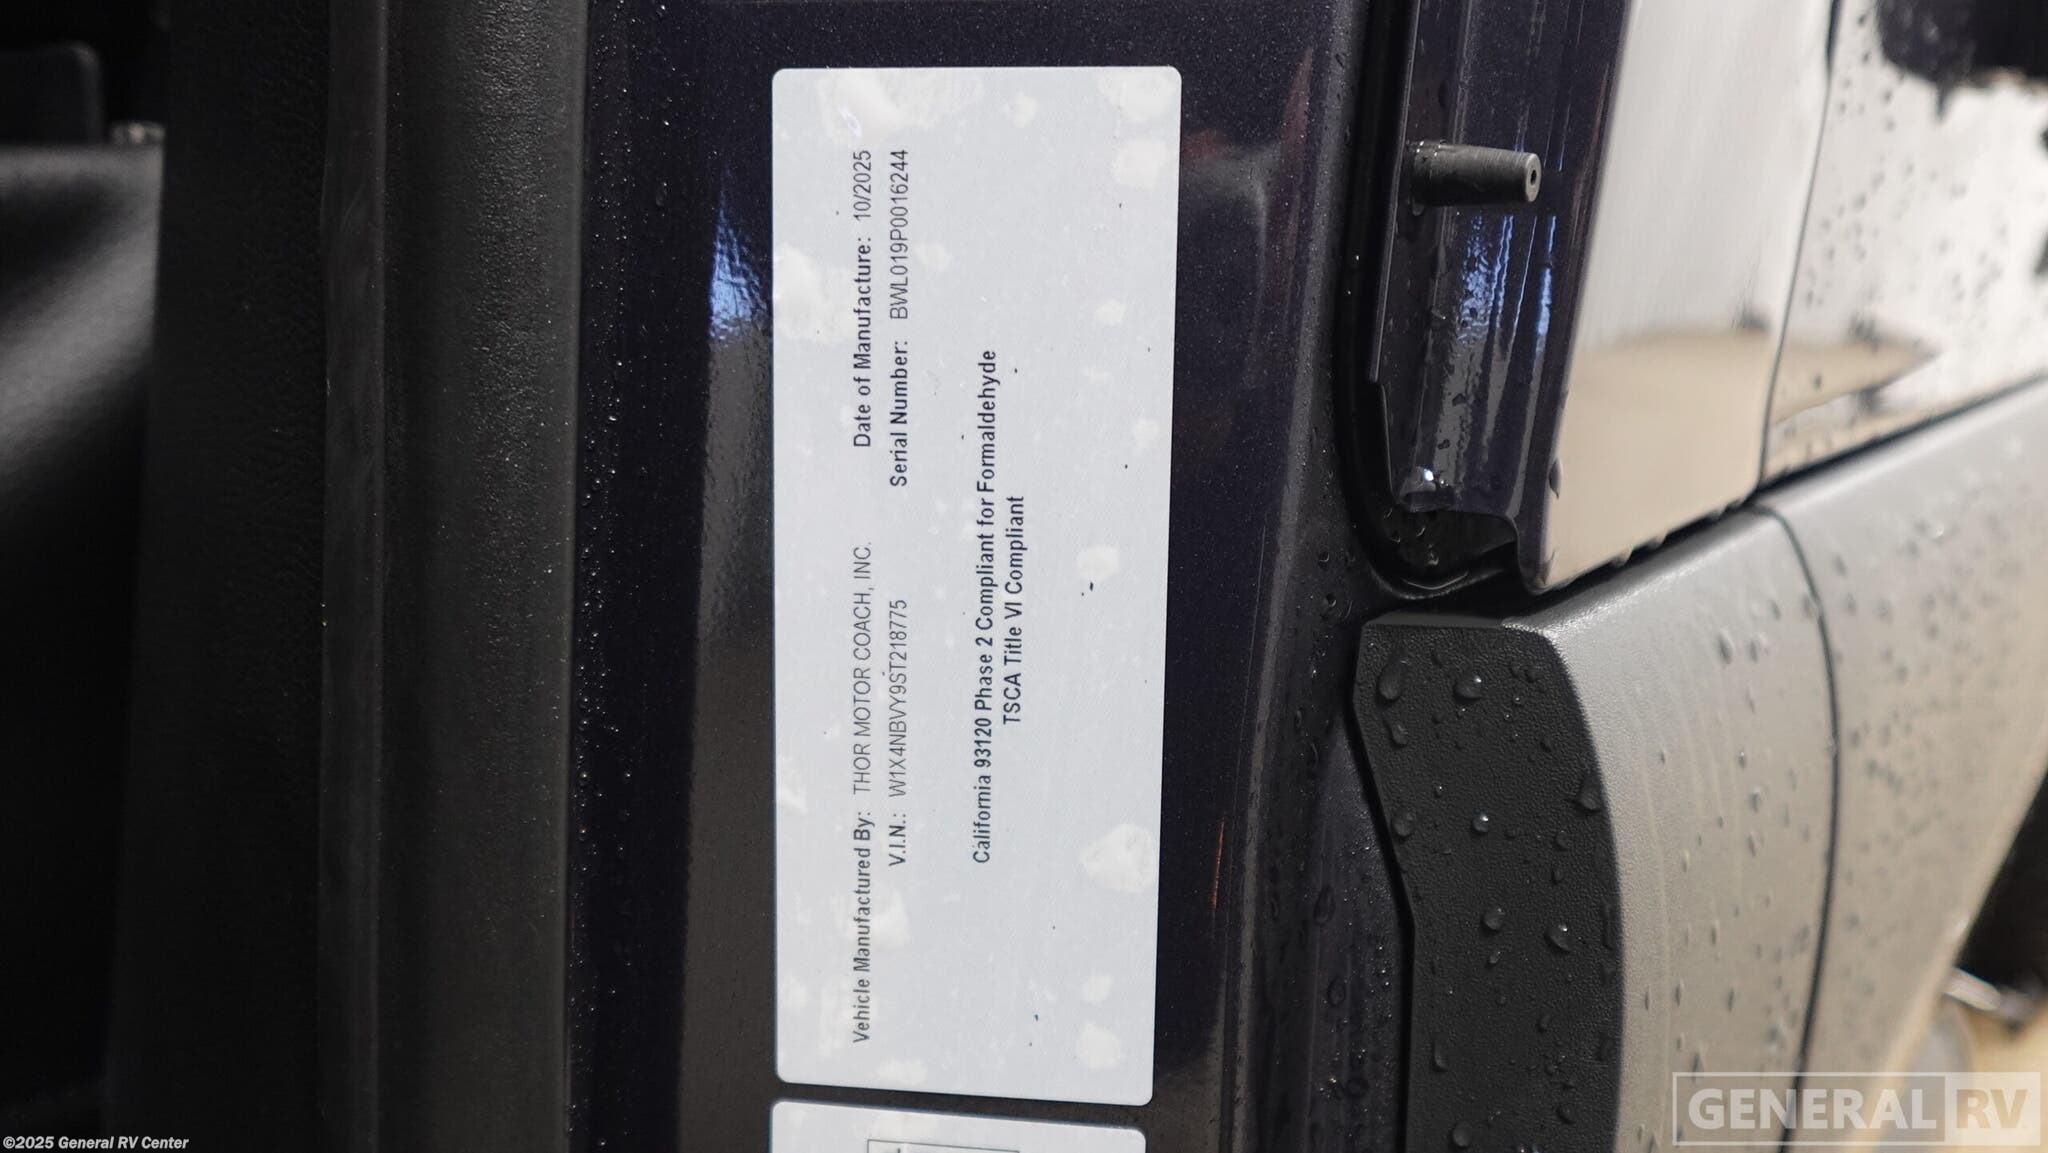 Vehicle Manufactured By: THOR MOTOR COACH, INC. Date of Manufacture: 10/2025
V.I.N.: W1X4NBVY9ST218775 Serial Number: BWL019P0016244
California 93120 Phase 2 Compliant for Formaldehyde
TSCA Title VI Compliant
GENERAL RV
©2025 General RV Center